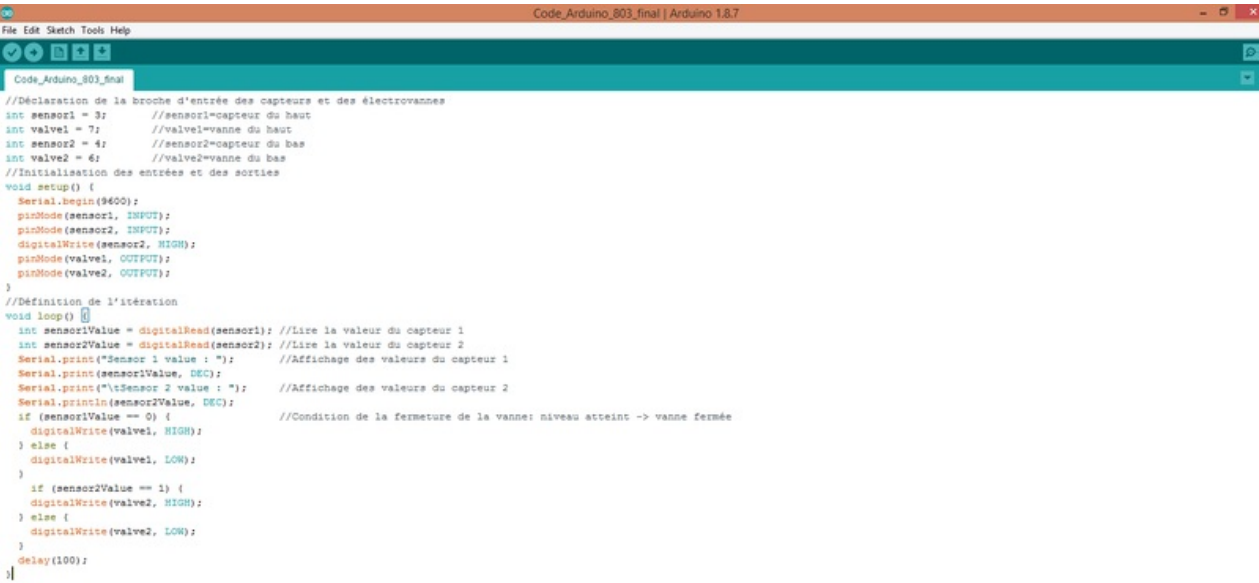 Code_Arduino_803_final | Arduino 1.8.7
File Edit Sketch Tools Help
Code_Arduino_803_final
//Déclaration de la broche d'entrée des capteurs et des électrovannes
int sensor1 = 3;        //sensor1=capteur du haut
int valve1 = 7;         //valve1=vanne du haut
int sensor2 = 4;        //sensor2=capteur du bas
int valve2 = 6;         //valve2=vanne du bas
//Initialisation des entrées et des sorties
void setup() {
  Serial.begin(9600);
  pinMode(sensor1, INPUT);
  pinMode(sensor2, INPUT);
  digitalWrite(sensor2, HIGH);
  pinMode(valve1, OUTPUT);
  pinMode(valve2, OUTPUT);
}
//Définition de l'itération
void loop() {
  int sensor1Value = digitalRead(sensor1); //Lire la valeur du capteur 1
  int sensor2Value = digitalRead(sensor2); //Lire la valeur du capteur 2
  Serial.print("Sensor 1 value : ");       //Affichage des valeurs du capteur 1
  Serial.print(sensor1Value, DEC);
  Serial.print("\tSensor 2 value : ");     //Affichage des valeurs du capteur 2
  Serial.println(sensor2Value, DEC);
  if (sensor1Value == 0) {                 //Condition de la fermeture de la vanne: niveau atteint -> vanne fermée
    digitalWrite(valve1, HIGH);
  } else {
    digitalWrite(valve1, LOW);
  }
    if (sensor2Value == 1) {
    digitalWrite(valve2, HIGH);
  } else {
    digitalWrite(valve2, LOW);
  }
  delay(100);
}